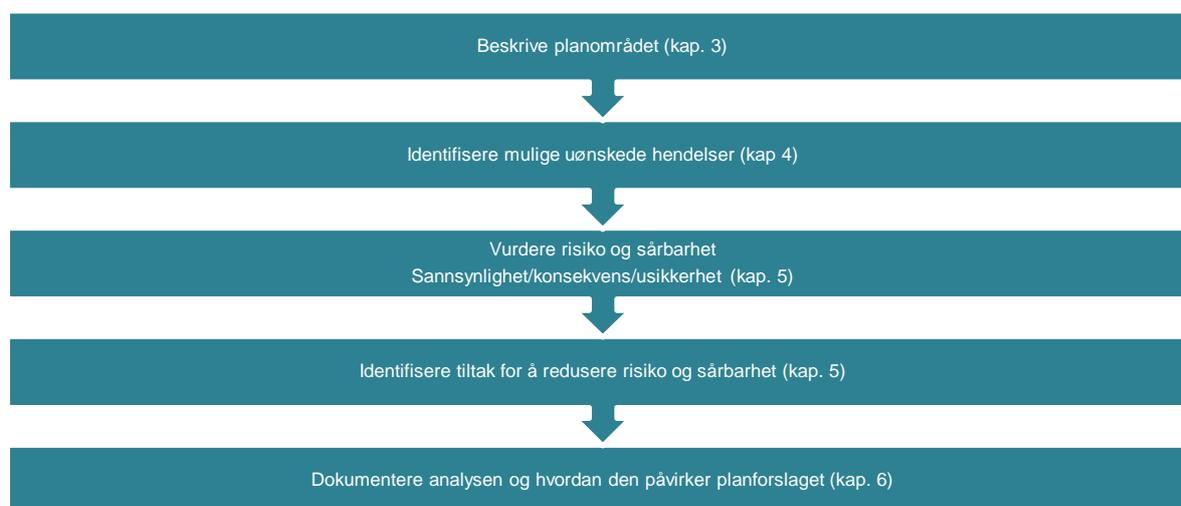 Beskrive planområdet (kap. 3)
Identifisere mulige uønskede hendelser (kap 4)
Vurdere risiko og sårbarhet
Sannsynlighet/konsekvens/usikkerhet (kap. 5)
Identifisere tiltak for å redusere risiko og sårbarhet (kap. 5)
Dokumentere analysen og hvordan den påvirker planforslaget (kap. 6)